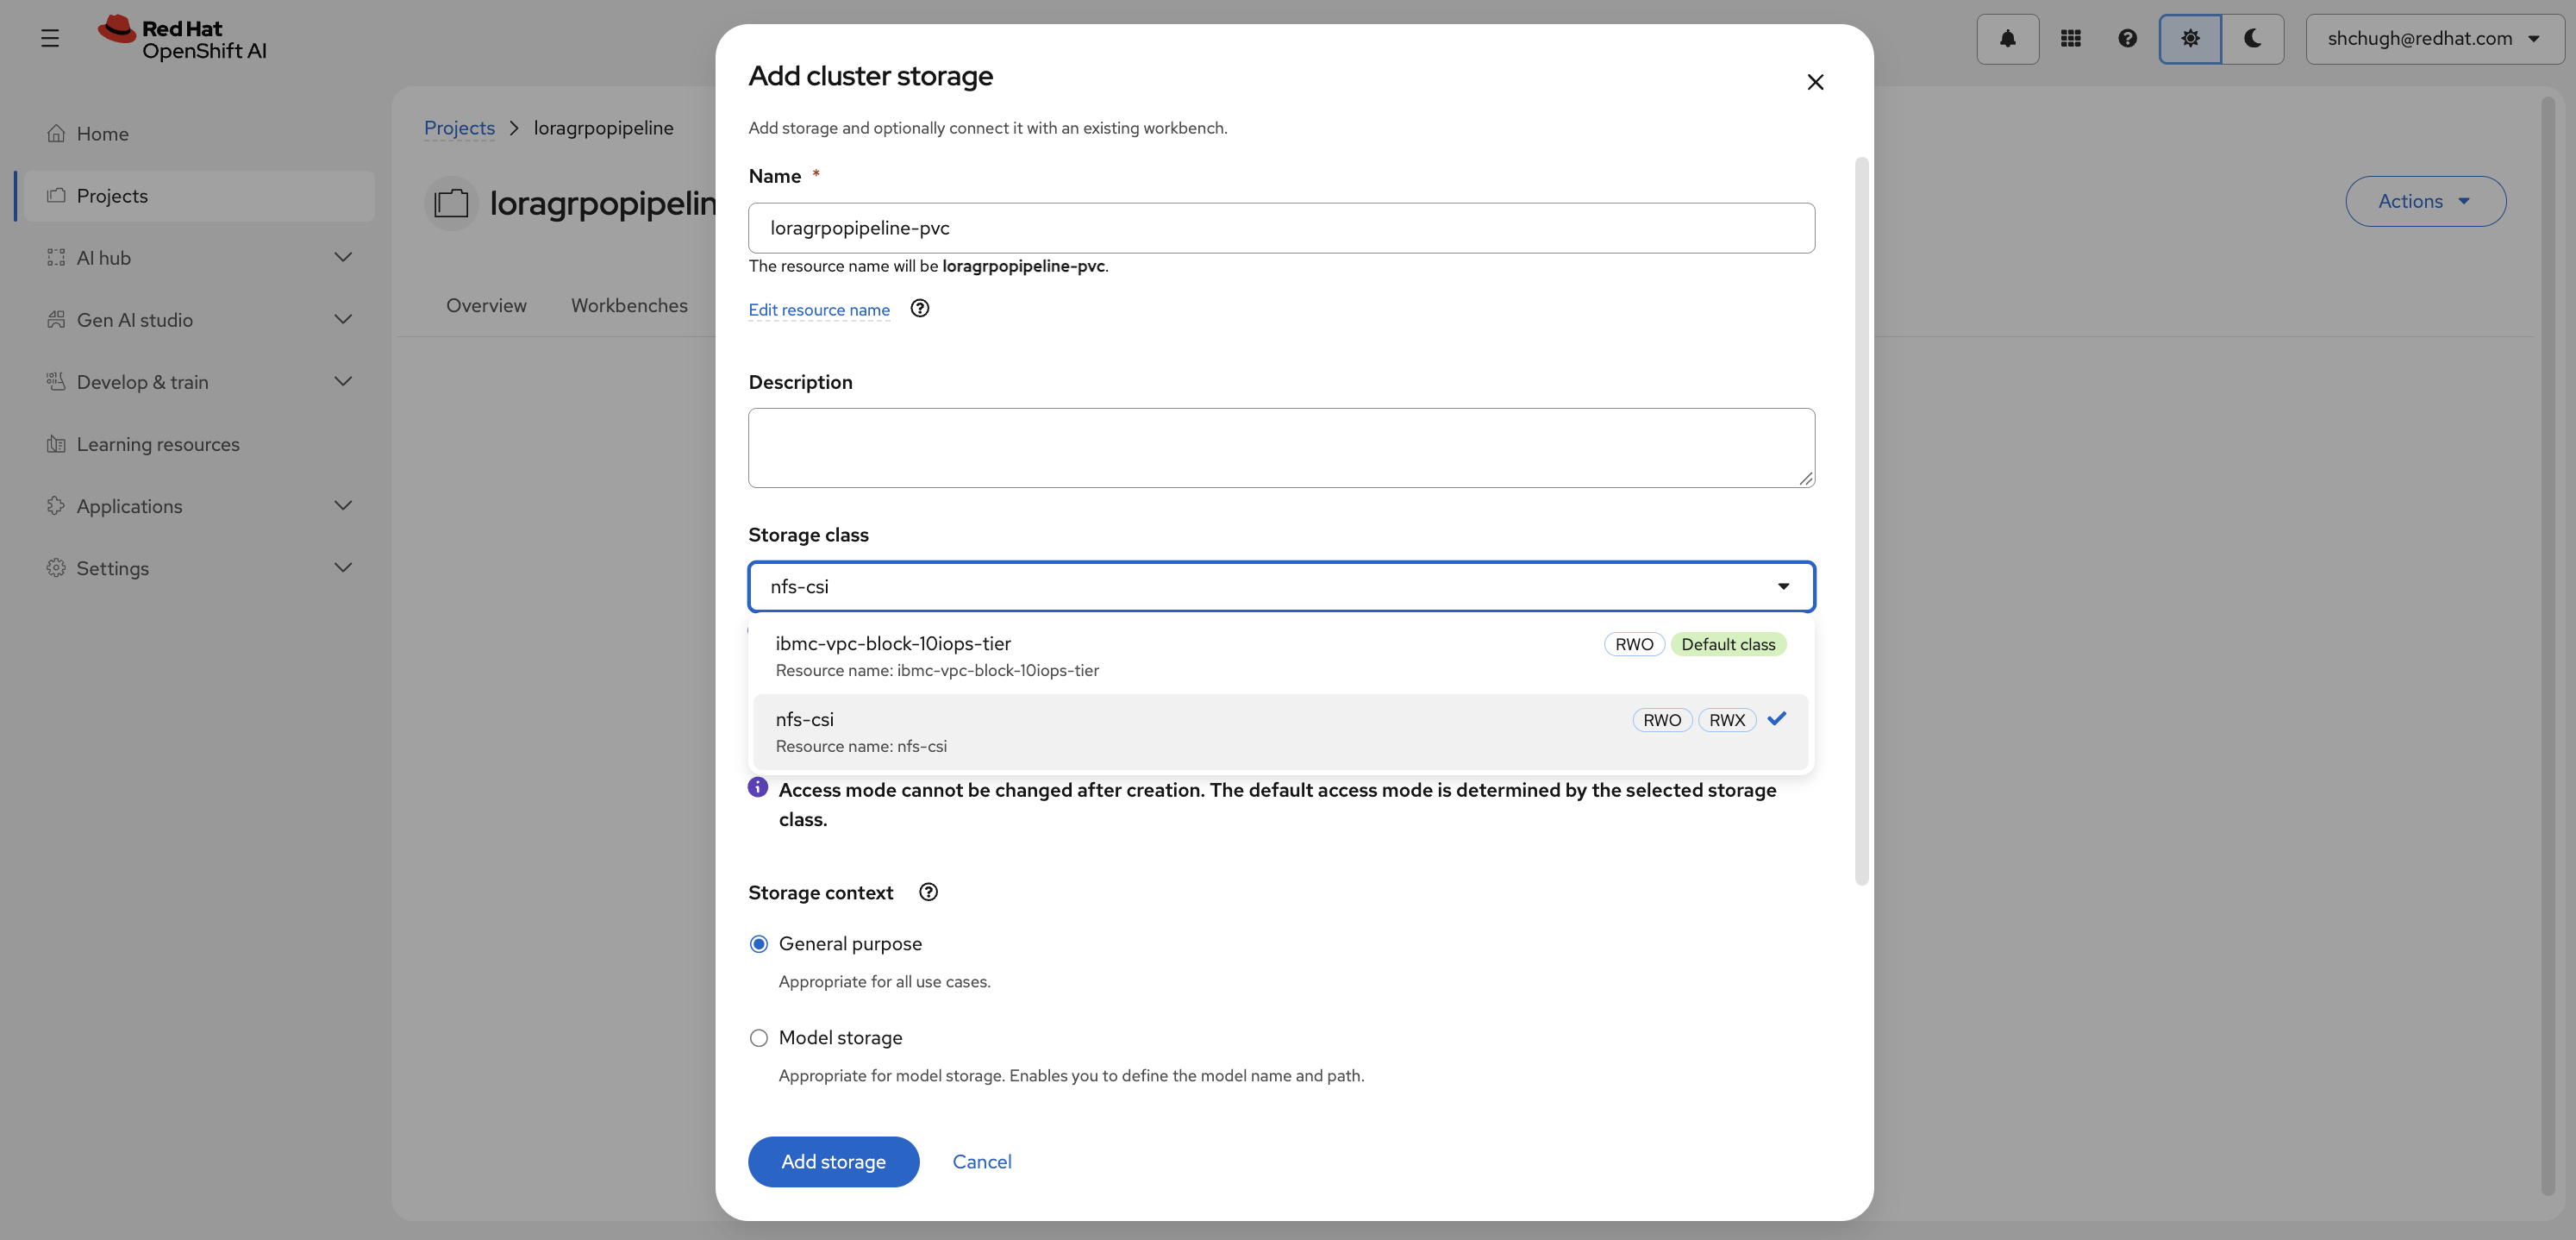 Red Hat
OpenShift AI
shchugh@redhat.com
Home
Projects
AI hub
Gen AI studio
Develop & train
Learning resources
Applications
Settings
Projects > loragrpopipeline
loragrpopipelin
Actions
Overview Workbenches
Add cluster storage
Add storage and optionally connect it with an existing workbench.
Name *
loragrpopipeline-pvc
The resource name will be loragrpopipeline-pvc.
Edit resource name
Description
Storage class
nfs-csi
ibmc-vpc-block-10iops-tier RWO Default class
Resource name: ibmc-vpc-block-10iops-tier
nfs-csi RWO RWX
Resource name: nfs-csi
Access mode cannot be changed after creation. The default access mode is determined by the selected storage
class.
Storage context
General purpose
Appropriate for all use cases.
Model storage
Appropriate for model storage. Enables you to define the model name and path.
Add storage Cancel